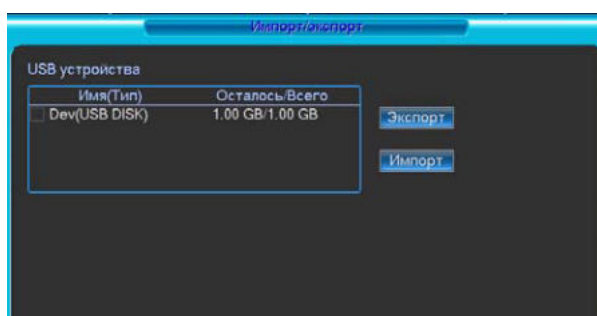 Импорт/экспорт
USB устройства
Имя(Тип) Осталось/Всего
Dev(USB DISK) 1.00 GB/1.00 GB
Экспорт
Импорт